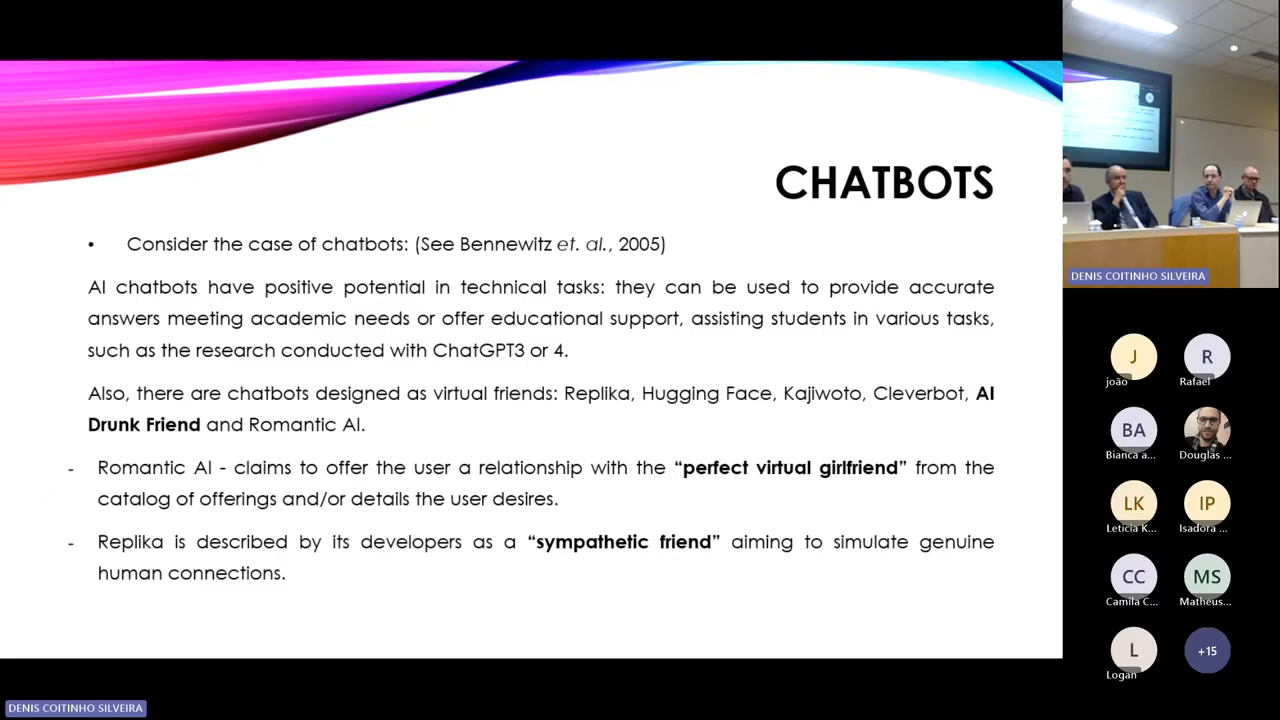 CHATBOTS
• Consider the case of chatbots: (See Bennewitz et. al., 2005)
AI chatbots have positive potential in technical tasks: they can be used to provide accurate
answers meeting academic needs or offer educational support, assisting students in various tasks,
such as the research conducted with ChatGPT3 or 4.
Also, there are chatbots designed as virtual friends: Replika, Hugging Face, Kajiwoto, Cleverbot, AI
Drunk Friend and Romantic AI.
- Romantic AI - claims to offer the user a relationship with the “perfect virtual girlfriend” from the
catalog of offerings and/or details the user desires.
- Replika is described by its developers as a “sympathetic friend” aiming to simulate genuine
human connections.
DENIS COITINHO SILVEIRA
J
joão
R
Rafael
BA
Bianca a...
Douglas ...
LK
Letícia K...
IP
Isadora ...
CC
Camila C...
MS
Matheus...
L
Logan
+15
DENIS COITINHO SILVEIRA